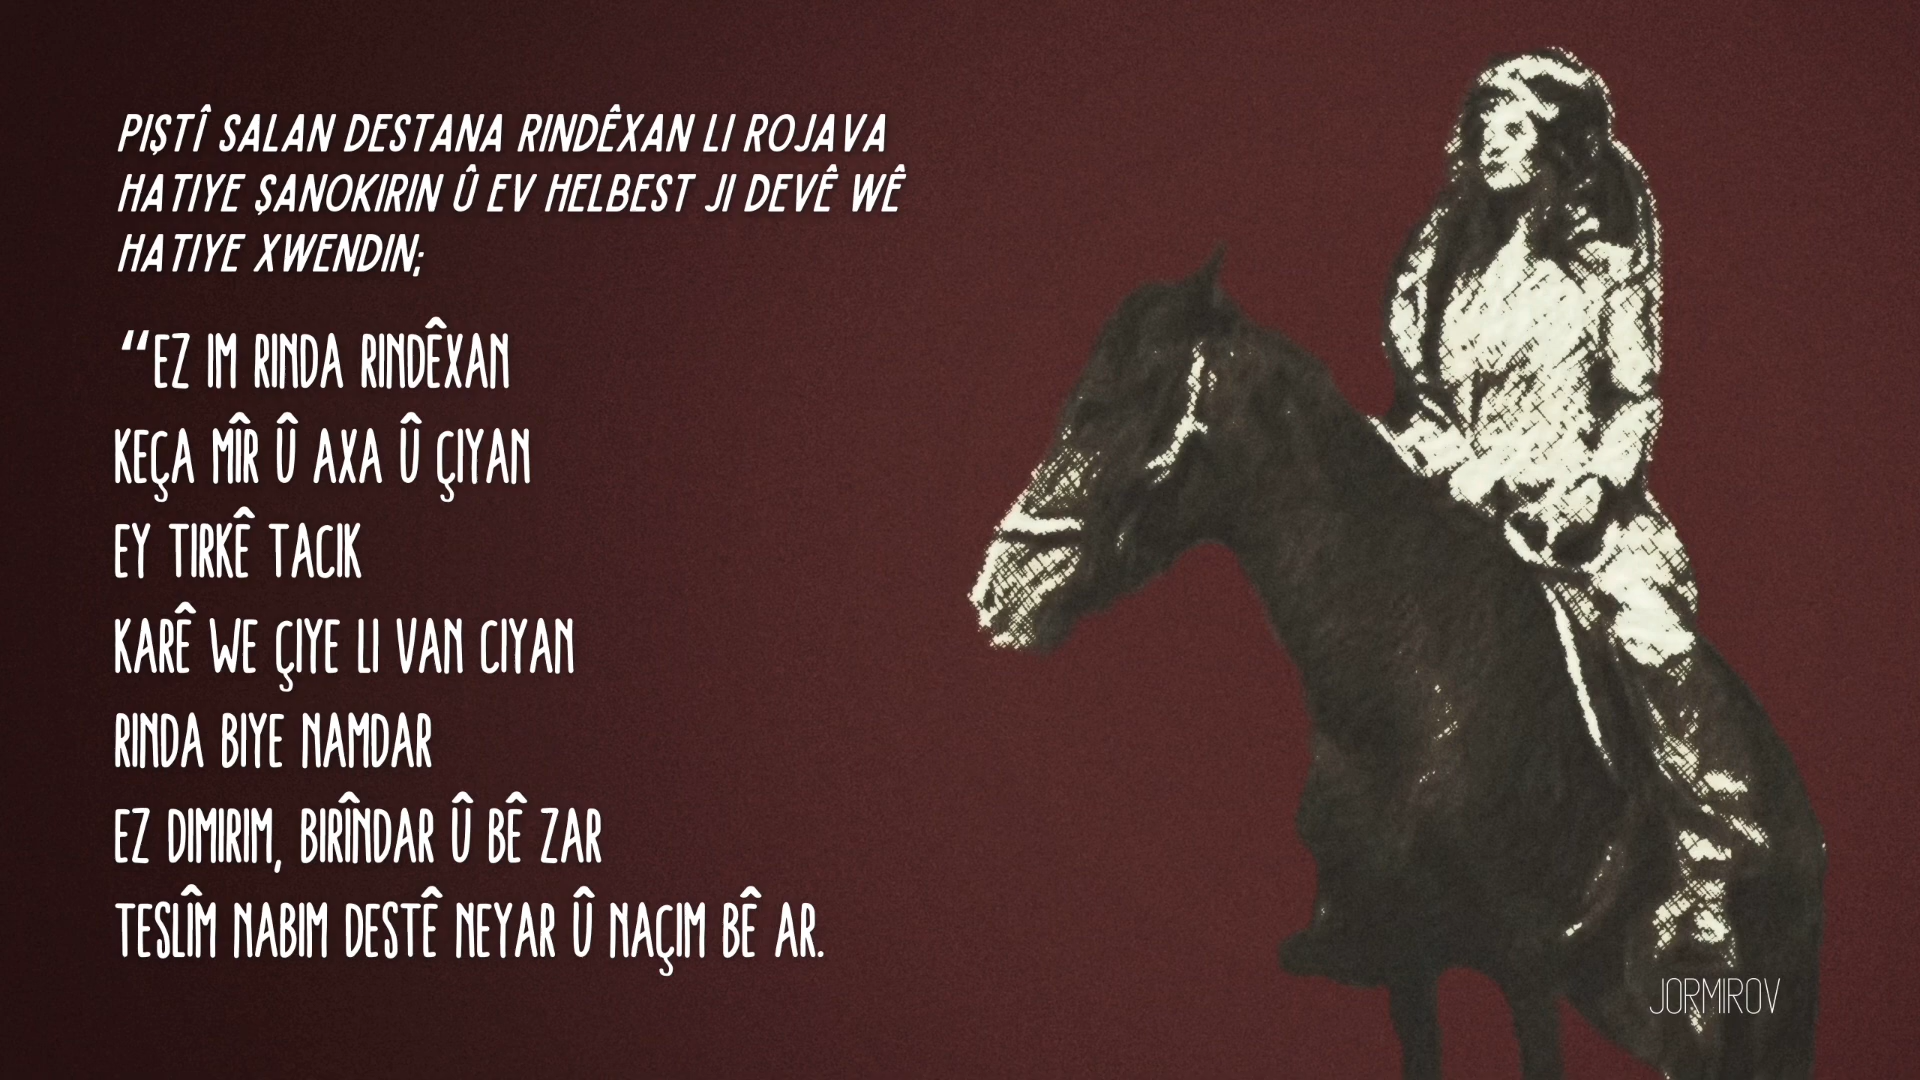 PIŞTÎ SALAN DESTANA RINDÊXAN LI ROJAVA
HATIYE ŞANOKIRIN Û EV HELBEST JI DEVÊ WÊ
HATIYE XWENDIN;
“EZ IM RINDA RINDÊXAN
KEÇA MÎR Û AXA Û ÇIYAN
EY TIRKÊ TACIK
KARÊ WE ÇIYE LI VAN CIYAN
RINDA BIYE NAMDAR
EZ DIMIRIM, BIRÎNDAR Û BÊ ZAR
TESLÎM NABIM DESTÊ NEYAR Û NAÇIM BÊ AR.
JORMIROV